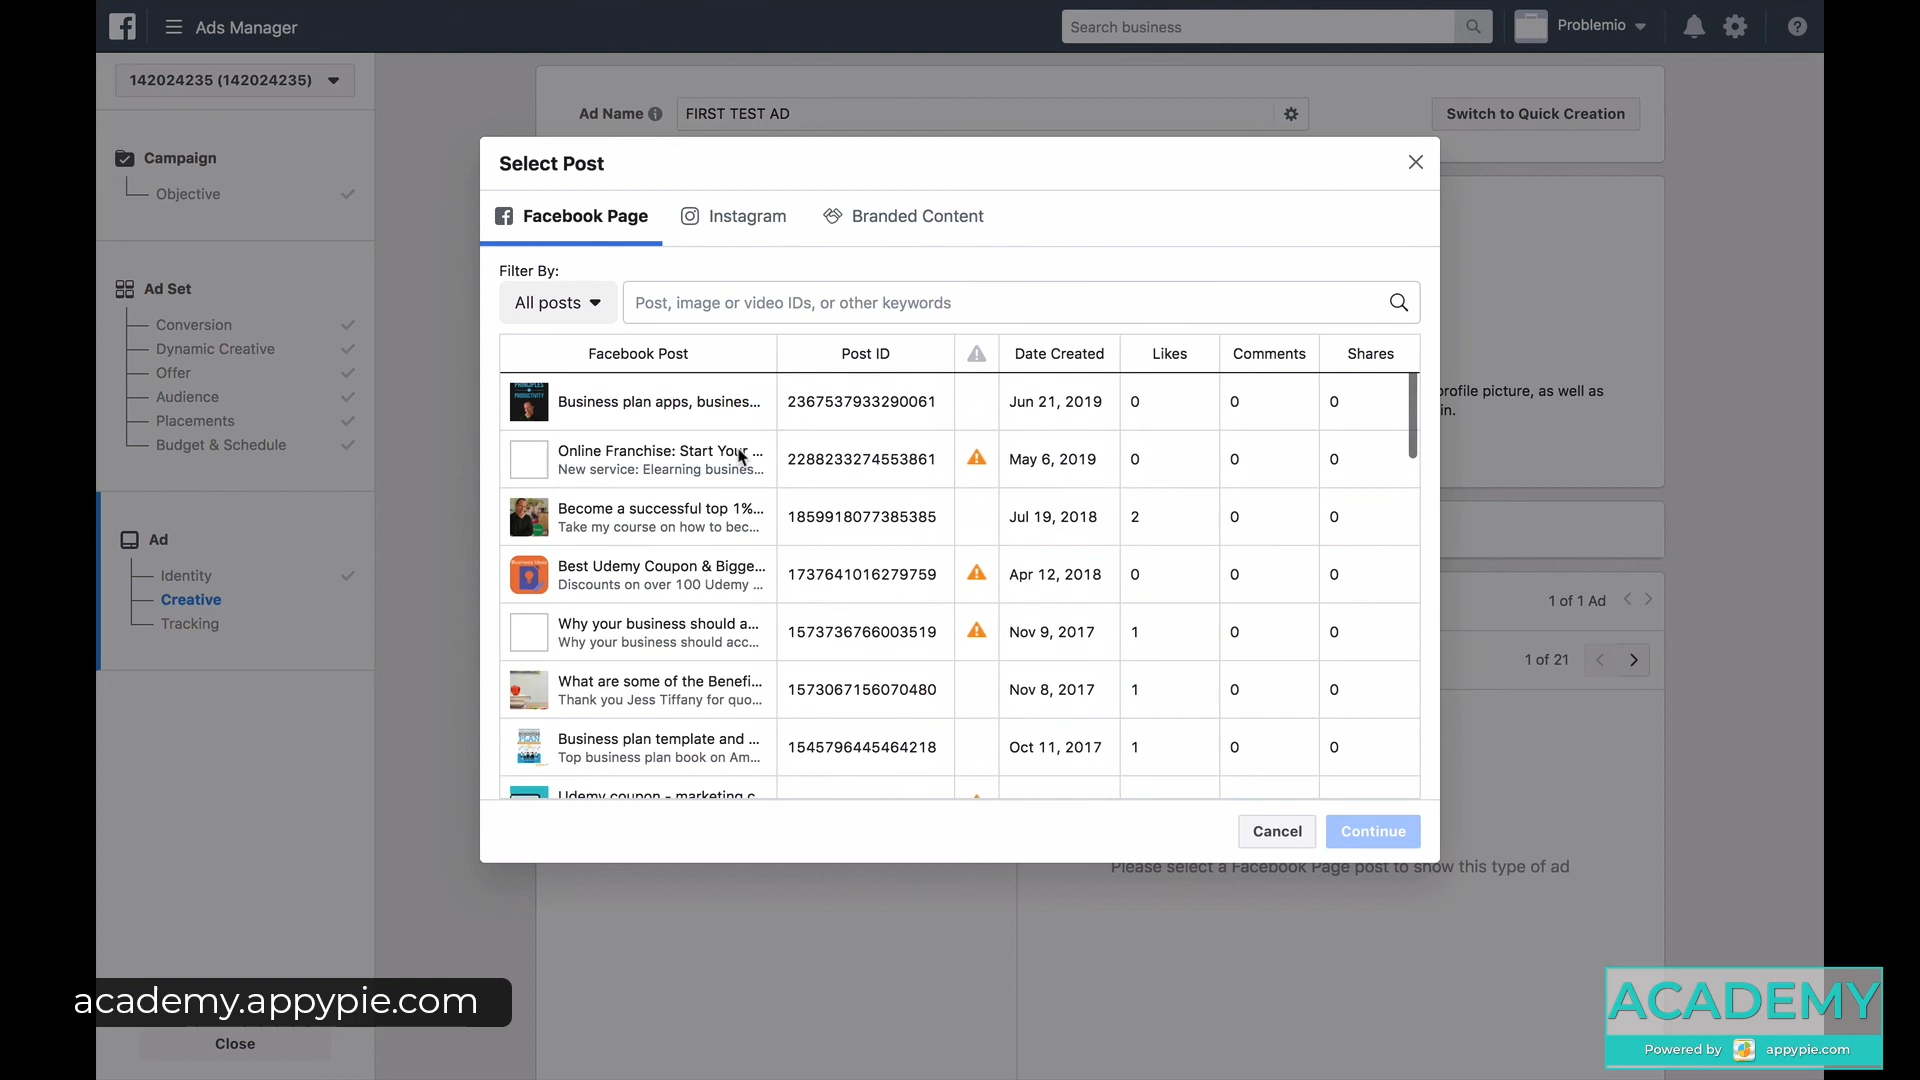 Ads Manager
Search business
Problemio
142024235 (142024235)
Ad Name
FIRST TEST AD
Switch to Quick Creation
Campaign
Objective
Ad Set
Conversion
Dynamic Creative
Offer
Audience
Placements
Budget & Schedule
Ad
Identity
Creative
Tracking
Close
Select Post
Facebook Page
Instagram
Branded Content
Filter By:
All posts
Post, image or video IDs, or other keywords
Facebook Post Post ID Date Created Likes Comments Shares
PRODUCTIVITY
Business plan apps, busines... 2367537933290061 Jun 21, 2019 0 0 0
Online Franchise: Start Your ...
New service: Elearning busines...
2288233274553861 May 6, 2019 0 0 0
Become a successful top 1%...
Take my course on how to bec...
1859918077385385 Jul 19, 2018 2 0 0
Best Udemy Coupon & Bigge...
Discounts on over 100 Udemy ...
1737641016279759 Apr 12, 2018 0 0 0
Why your business should a...
Why your business should acc...
1573736766003519 Nov 9, 2017 1 0 0
What are some of the Benefi...
Thank you Jess Tiffany for quo...
1573067156070480 Nov 8, 2017 1 0 0
Business plan template and ...
Top business plan book on Am...
1545796445464218 Oct 11, 2017 1 0 0
Udemy coupon - marketing c
Cancel
Continue
rofile picture, as well as
in.
1 of 1 Ad
1 of 21
Please select a Facebook Page post to show this type of ad
academy.appypie.com
ACADEMY
Powered by appypie.com